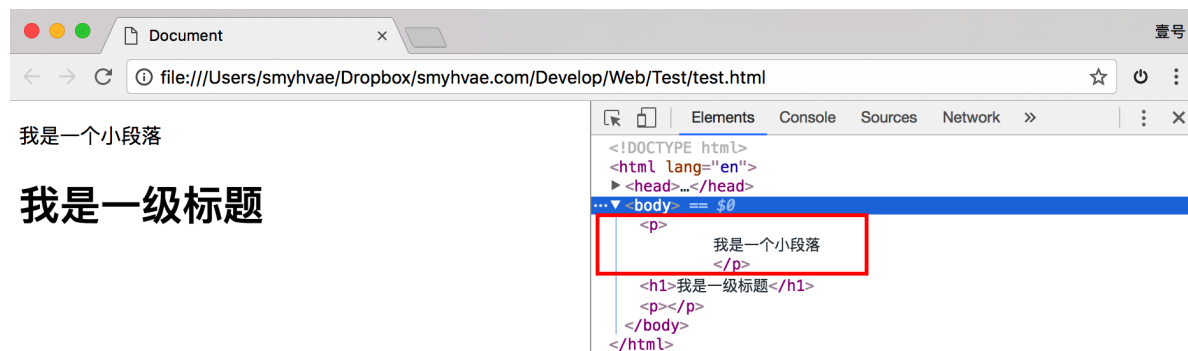 Document × 壹号
file:///Users/smyhvae/Dropbox/smyhvae.com/Develop/Web/Test/test.html
我是一个小段落
我是一级标题
Elements Console Sources Network »
<!DOCTYPE html>
<html lang="en">
▶<head>…</head>
…▼<body> == $0
<p>
我是一个小段落
</p>
<h1>我是一级标题</h1>
<p></p>
</body>
</html>